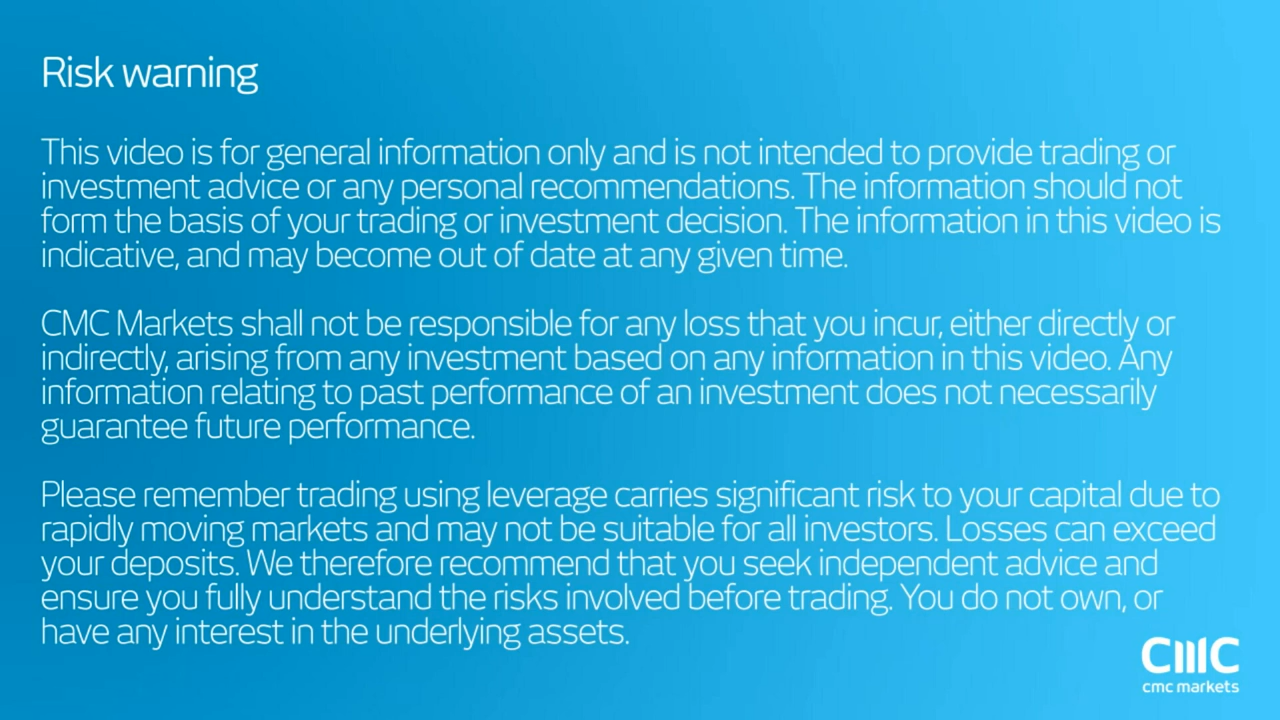 Risk warning
This video is for general information only and is not intended to provide trading or
investment advice or any personal recommendations. The information should not
form the basis of your trading or investment decision. The information in this video is
indicative, and may become out of date at any given time.
CMC Markets shall not be responsible for any loss that you incur, either directly or
indirectly, arising from any investment based on any information in this video. Any
information relating to past performance of an investment does not necessarily
guarantee future performance.
Please remember trading using leverage carries significant risk to your capital due to
rapidly moving markets and may not be suitable for all investors. Losses can exceed
your deposits. We therefore recommend that you seek independent advice and
ensure you fully understand the risks involved before trading. You do not own, or
have any interest in the underlying assets.
CMC
cmc markets